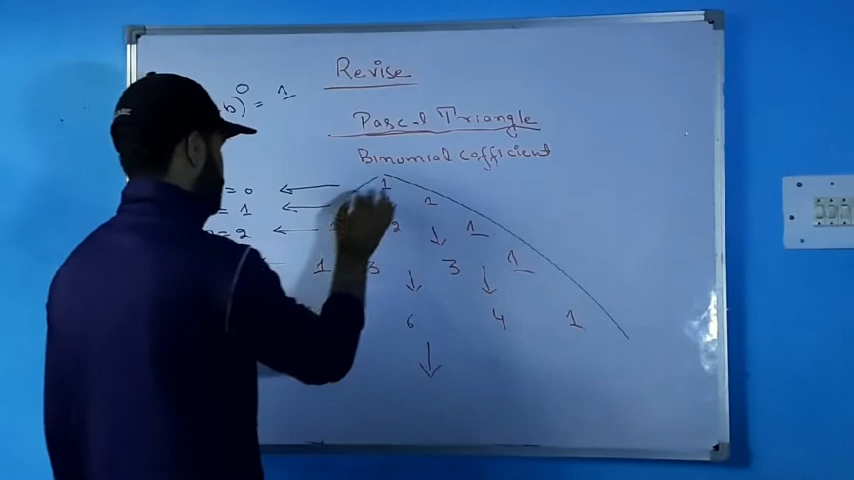 Revise
b)⁰ = 1
Pascal Triangle
Binomial coefficient
= 0 1
= 1 1
= 2 2 1
1 3 3 1
6 4 1